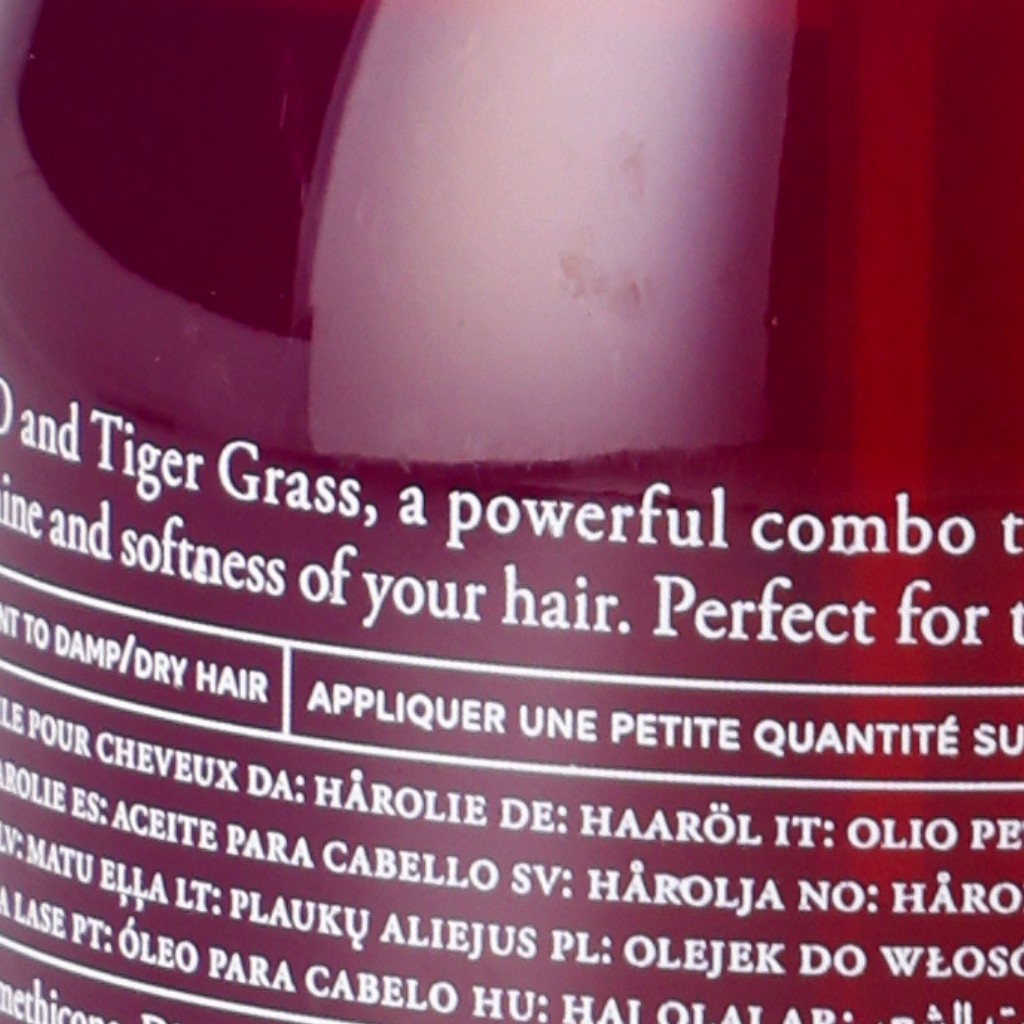 and Tiger Grass, a powerful combo
and softness of your hair. Perfect for
TO DAMP/DRY HAIR
APPLIQUER UNE PETITE QUANTITÉ
POUR CHEVEUX DA: HÅROLIE DE: HAARÖL IT: OLIO
ES: ACEITE PARA CABELLO SV: HÅROLJA NO:
LV: MATU EĻĻA LT: PLAUKŲ ALIEJUS PL: OLEJEK DO
LASE PT: ÓLEO PARA CABELO HU: